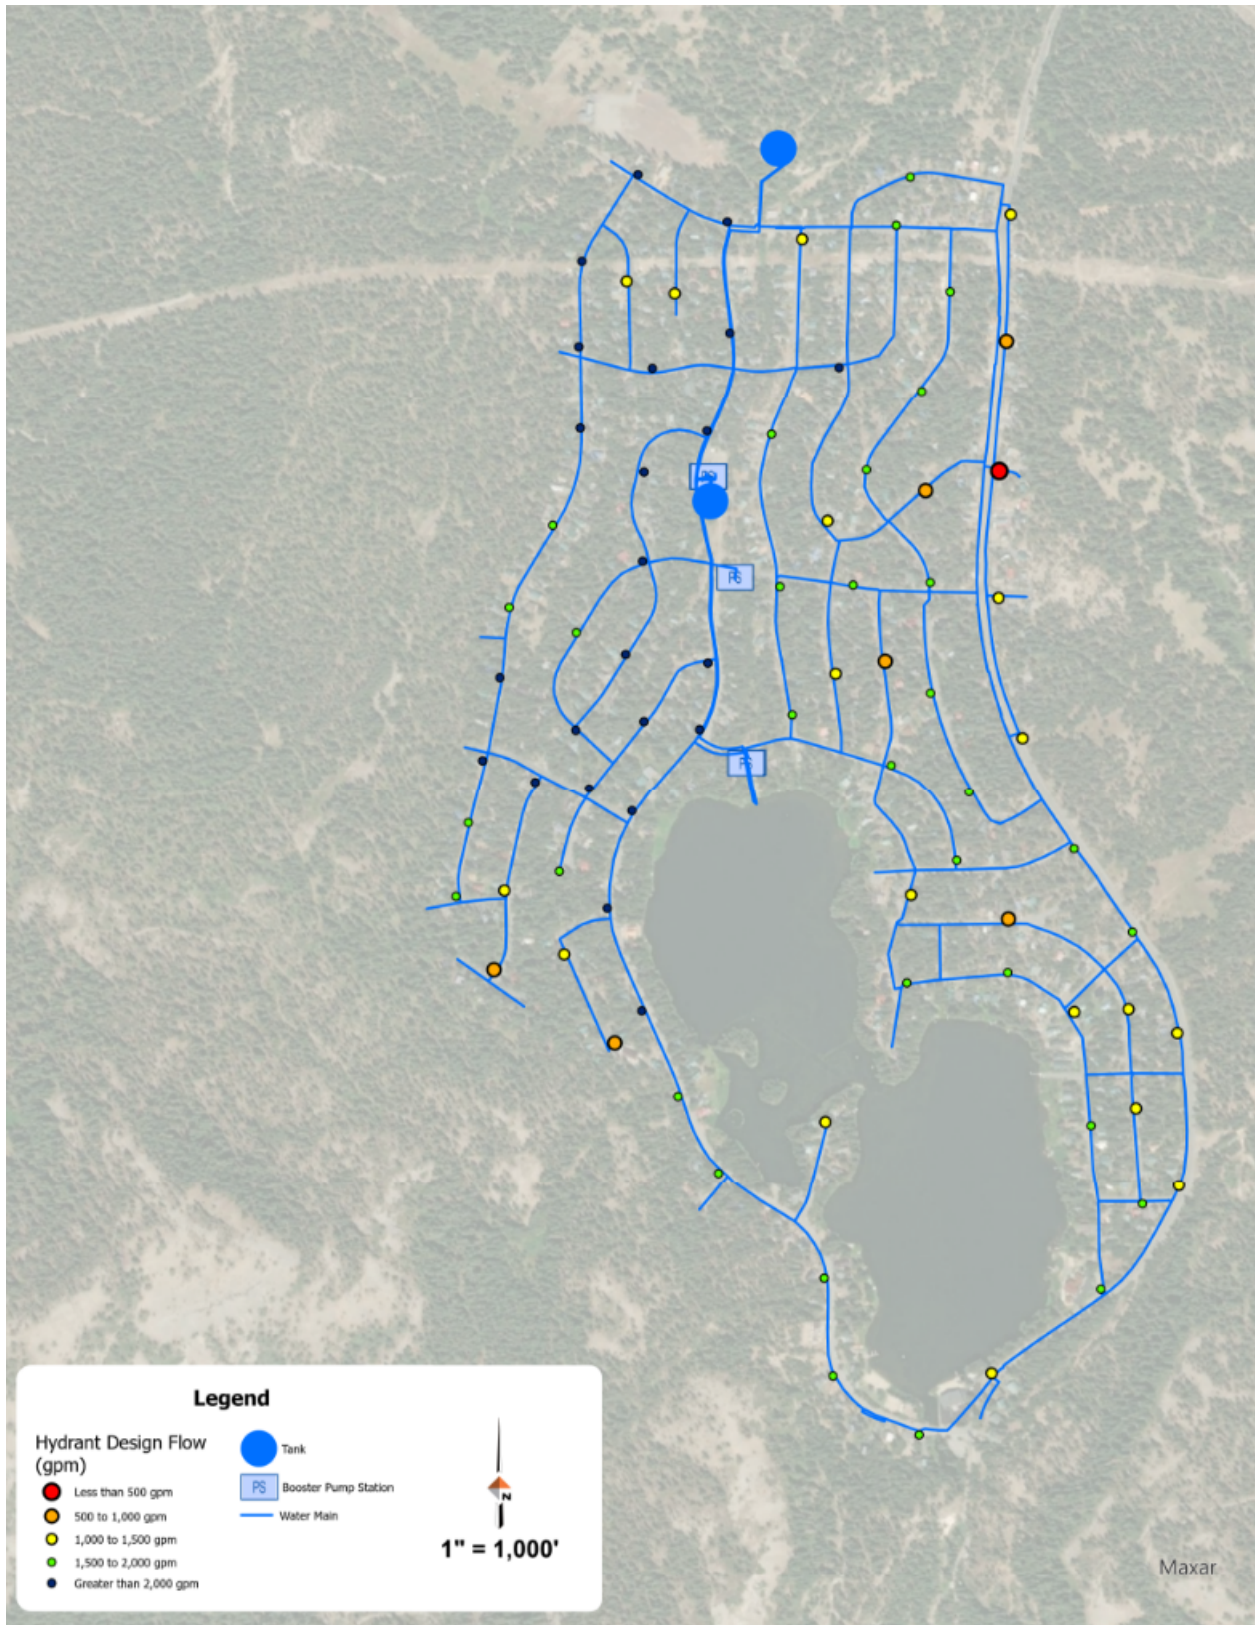 PS
PS
PS
Legend
Hydrant Design Flow
(gpm)
Less than 500 gpm
500 to 1,000 gpm
1,000 to 1,500 gpm
1,500 to 2,000 gpm
Greater than 2,000 gpm
Tank
PS
Booster Pump Station
Water Main
N
1" = 1,000'
Maxar